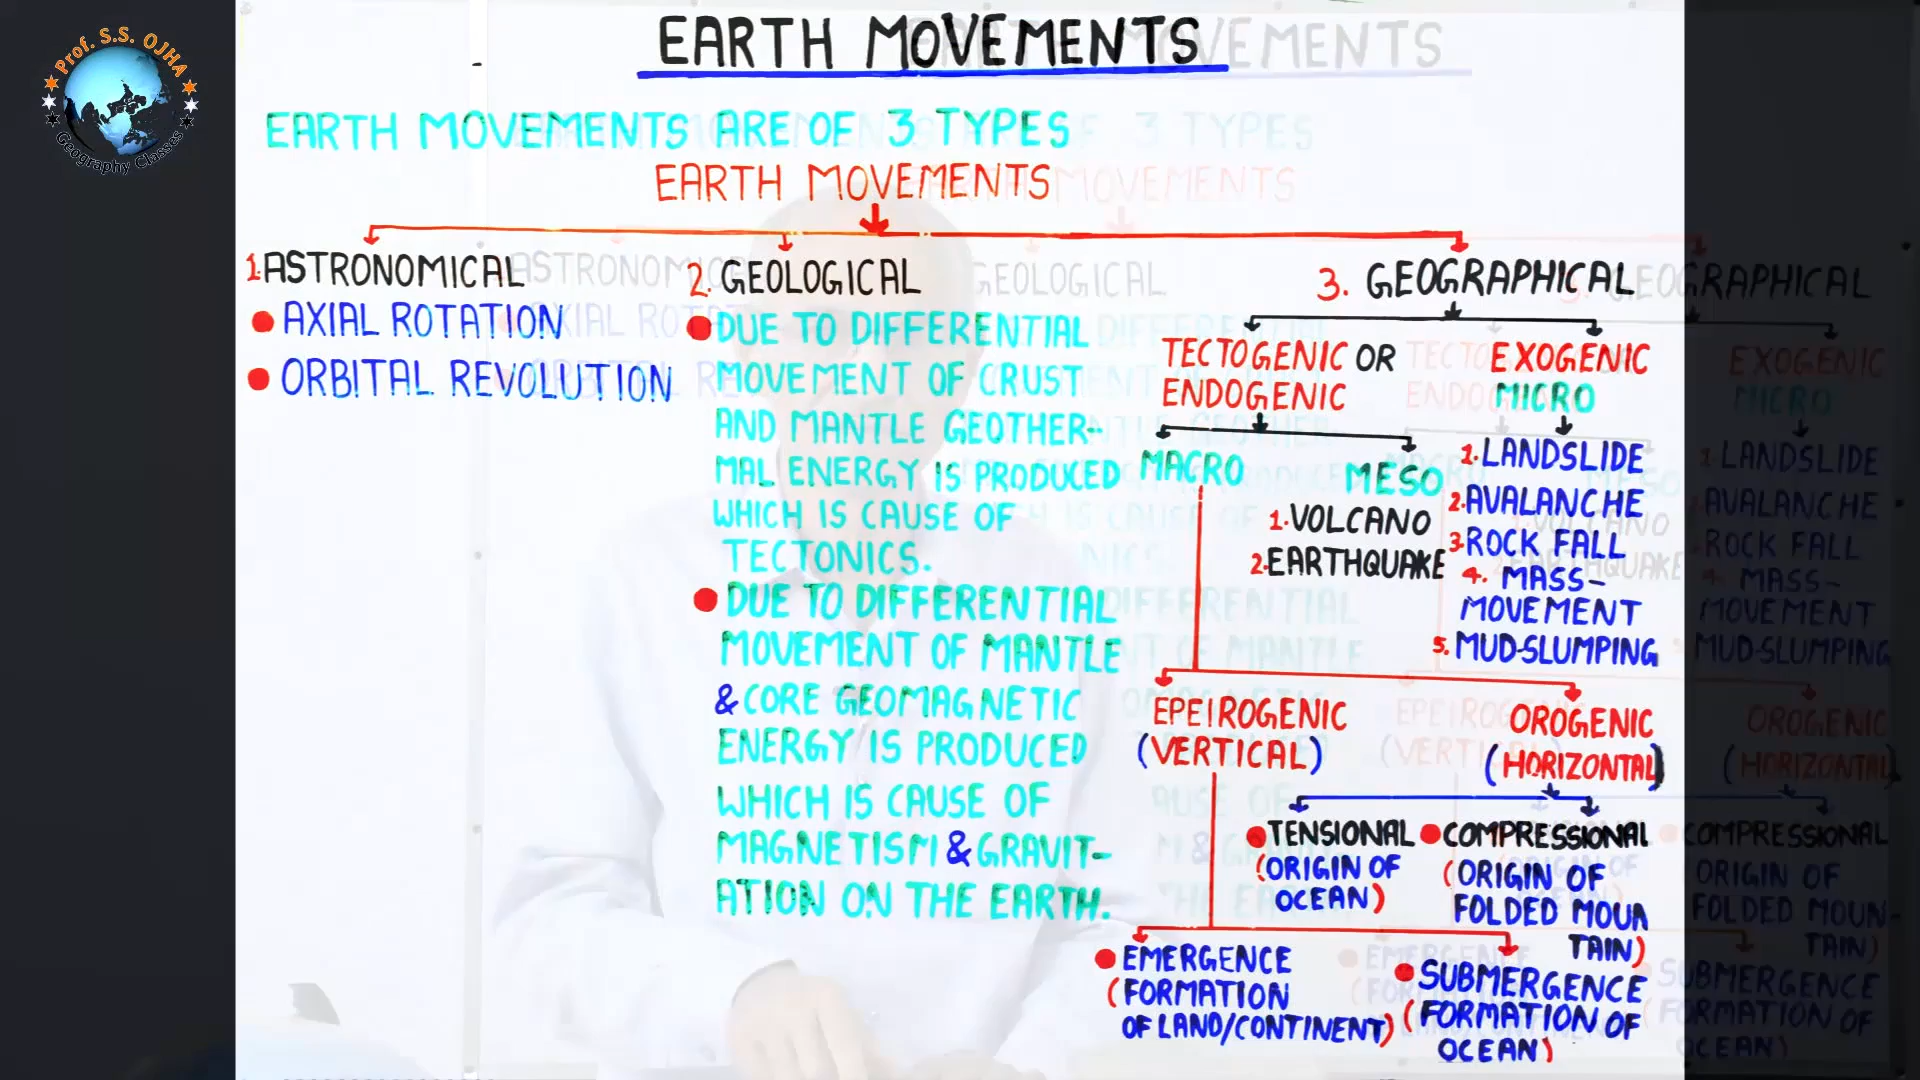 Prof. S.S. OJHA
Geography Classes
EARTH MOVEMENTS
EARTH MOVEMENTS ARE OF 3 TYPES
EARTH MOVEMENTS
1.ASTRONOMICAL
AXIAL ROTATION
ORBITAL REVOLUTION
2. GEOLOGICAL
DUE TO DIFFERENTIAL
MOVEMENT OF CRUST
AND MANTLE GEOTHER-
MAL ENERGY IS PRODUCED
WHICH IS CAUSE OF
TECTONICS.
DUE TO DIFFERENTIAL
MOVEMENT OF MANTLE
& CORE GEOMAGNETIC
ENERGY IS PRODUCED
WHICH IS CAUSE OF
MAGNETISM & GRAVIT-
ATION ON THE EARTH.
3. GEOGRAPHICAL
TECTOGENIC OR
ENDOGENIC
MACRO
MESO
1.VOLCANO
2.EARTHQUAKE
EXOGENIC
MICRO
1.LANDSLIDE
2.AVALANCHE
3.ROCK FALL
4. MASS-
MOVEMENT
5. MUD-SLUMPING
EPEIROGENIC
(VERTICAL)
OROGENIC
(HORIZONTAL)
TENSIONAL
(ORIGIN OF
OCEAN)
COMPRESSIONAL
(ORIGIN OF
FOLDED MOUN
TAIN)
EMERGENCE
(FORMATION
OF LAND/CONTINENT)
SUBMERGENCE
(FORMATION OF
OCEAN)